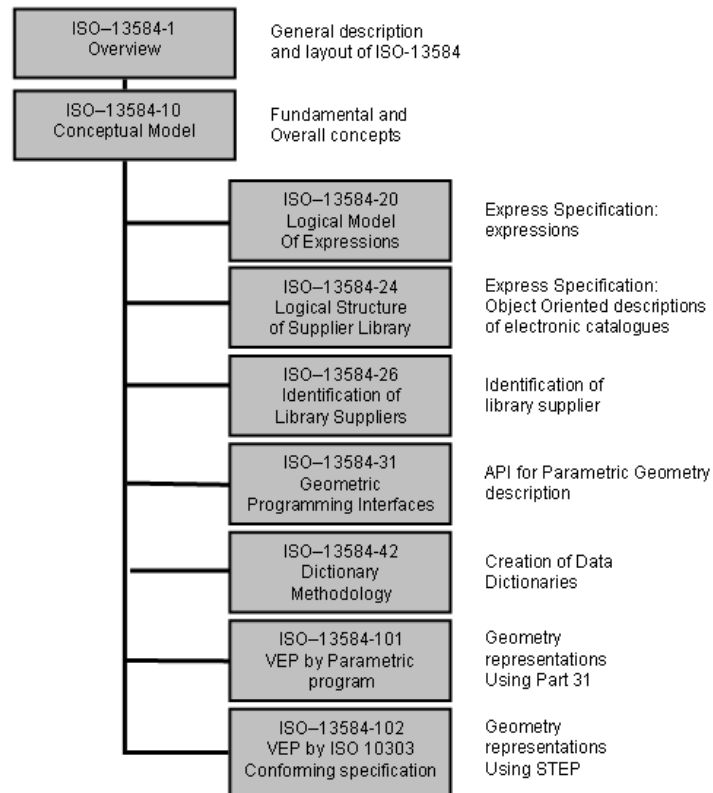 ISO–13584-1
Overview
General description
and layout of ISO-13584
ISO–13584-10
Conceptual Model
Fundamental and
Overall concepts
ISO–13584-20
Logical Model
Of Expressions
Express Specification:
expressions
ISO–13584-24
Logical Structure
of Supplier Library
Express Specification:
Object Oriented descriptions
of electronic catalogues
ISO–13584-26
Identification of
Library Suppliers
Identification of
library supplier
ISO–13584-31
Geometric
Programming Interfaces
API for Parametric Geometry
description
ISO–13584-42
Dictionary
Methodology
Creation of Data
Dictionaries
ISO–13584-101
VEP by Parametric
program
Geometry
representations
Using Part 31
ISO–13584-102
VEP by ISO 10303
Conforming specification
Geometry
representations
Using STEP